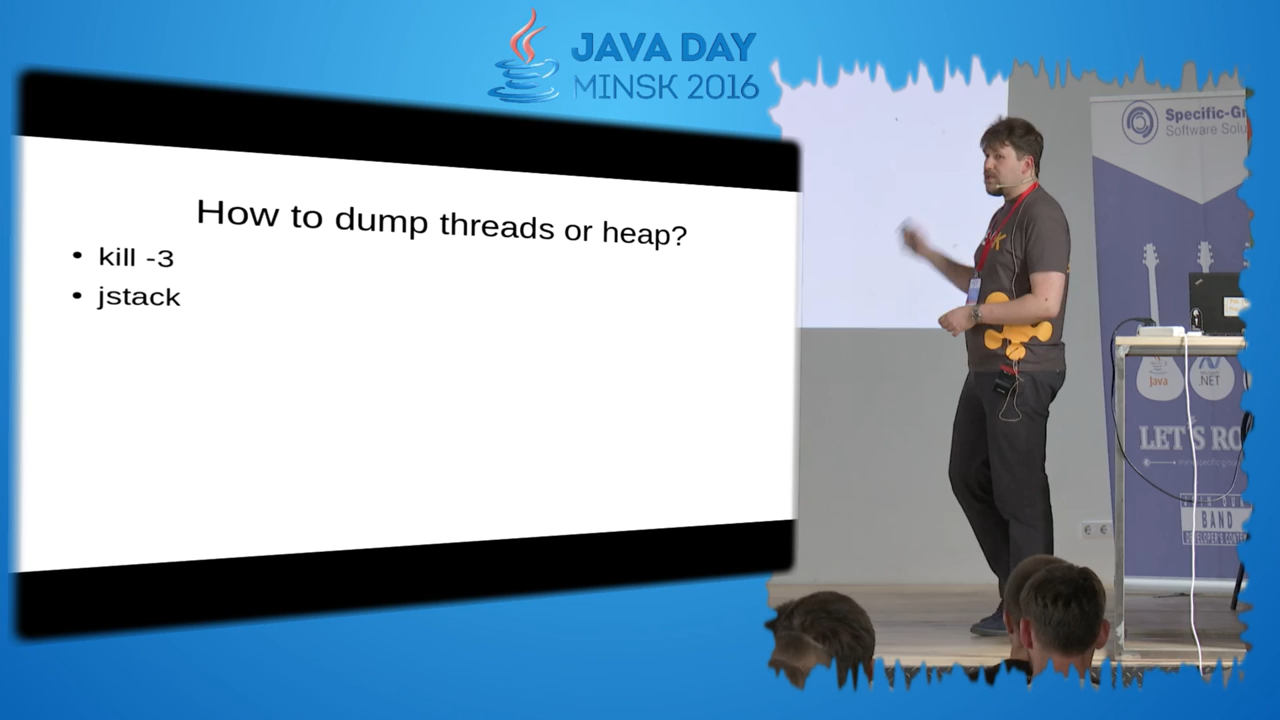 JAVA DAY
MINSK 2016
How to dump threads or heap?
• kill -3
• jstack
Specific-Gr
Software Solu
Java
.NET
LET'S RO
BAND